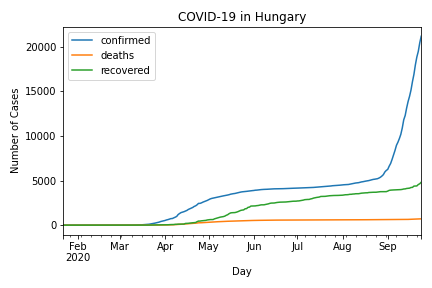 COVID-19 in Hungary
confirmed
deaths
recovered
Number of Cases
20000
15000
10000
5000
0
Feb Mar Apr May Jun Jul Aug Sep
2020
Day